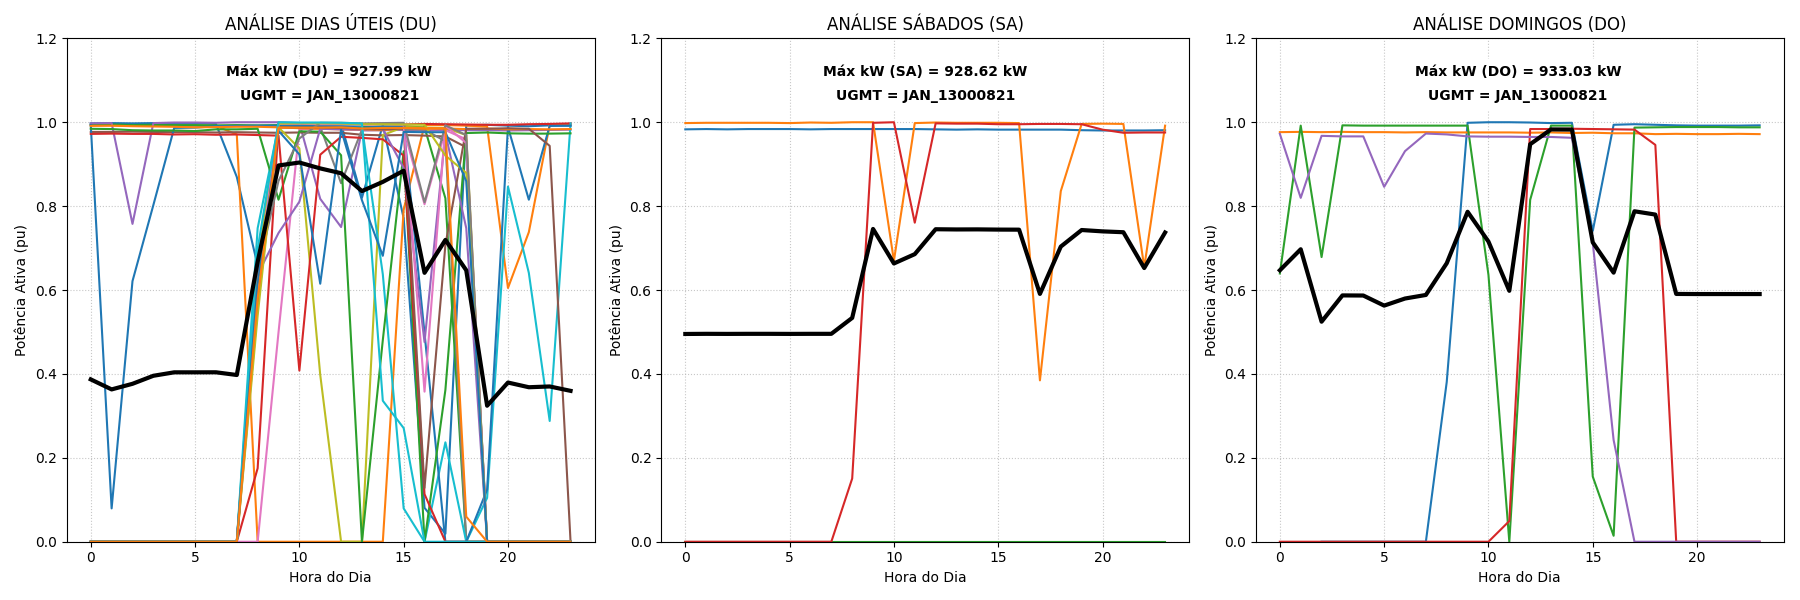 ANÁLISE DIAS ÚTEIS (DU)
Máx kW (DU) = 927.99 kW
UGMT = JAN_13000821
Potência Ativa (pu)
1.2
1.0
0.8
0.6
0.4
0.2
0.0
0 5 10 15 20
Hora do Dia
ANÁLISE SÁBADOS (SA)
Máx kW (SA) = 928.62 kW
UGMT = JAN_13000821
Potência Ativa (pu)
1.2
1.0
0.8
0.6
0.4
0.2
0.0
0 5 10 15 20
Hora do Dia
ANÁLISE DOMINGOS (DO)
Máx kW (DO) = 933.03 kW
UGMT = JAN_13000821
Potência Ativa (pu)
1.2
1.0
0.8
0.6
0.4
0.2
0.0
0 5 10 15 20
Hora do Dia